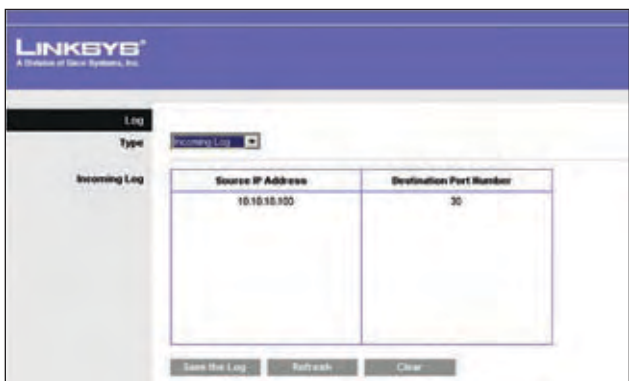 LINKSYS®
A Division of Cisco Systems, Inc.
Log
Type
Incoming Log
Incoming Log
Source IP Address
Destination Port Number
10.10.10.100
30
Save the Log
Refresh
Clear